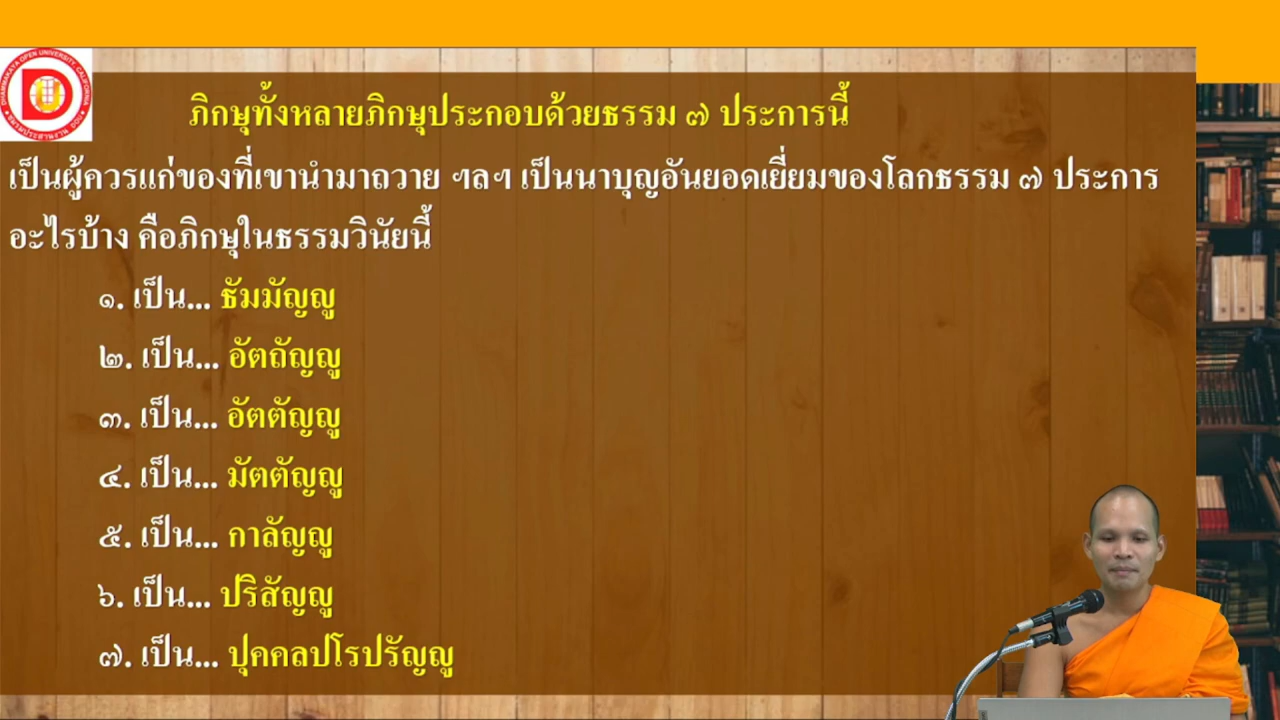 DHAMMAKAYA OPEN UNIVERSITY, CALIFORNIA
ภิกษุทั้งหลายภิกษุประกอบด้วยธรรม ๗ ประการนี้
เป็นผู้ควรแก่ของที่เขานำมาถวาย ฯลฯ เป็นนาบุญอันยอดเยี่ยมของโลกธรรม ๗ ประการ
อะไรบ้าง คือภิกษุในธรรมวินัยนี้
๑. เป็น... ธัมมัญญู
๒. เป็น... อัตถัญญู
๓. เป็น... อัตตัญญู
๔. เป็น... มัตตัญญู
๕. เป็น... กาลัญญู
๖. เป็น... ปริสัญญู
๗. เป็น... ปุคคลปโรปรัญญู